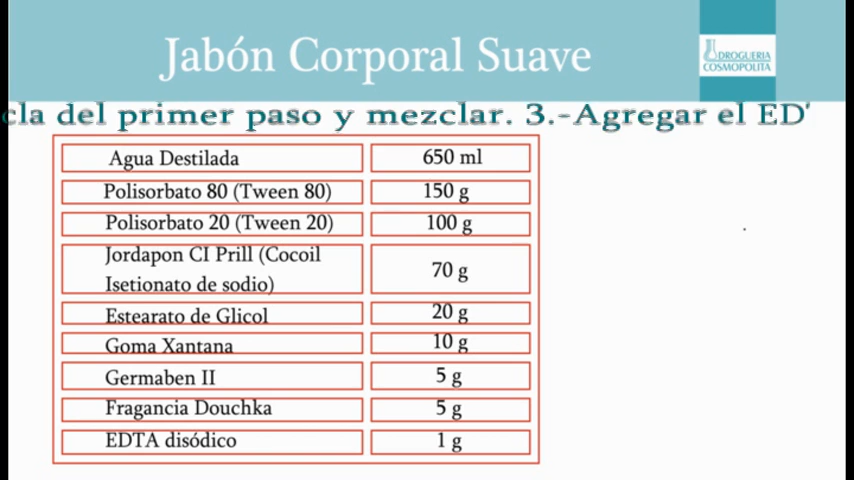 Jabón Corporal Suave
DROGUERIA
COSMOPOLITA
cla del primer paso y mezclar. 3.-Agregar el ED'
Agua Destilada 650 ml
Polisorbato 80 (Tween 80) 150 g
Polisorbato 20 (Tween 20) 100 g
Jordapon CI Prill (Cocoil
Isetionato de sodio) 70 g
Estearato de Glicol 20 g
Goma Xantana 10 g
Germaben II 5 g
Fragancia Douchka 5 g
EDTA disódico 1 g